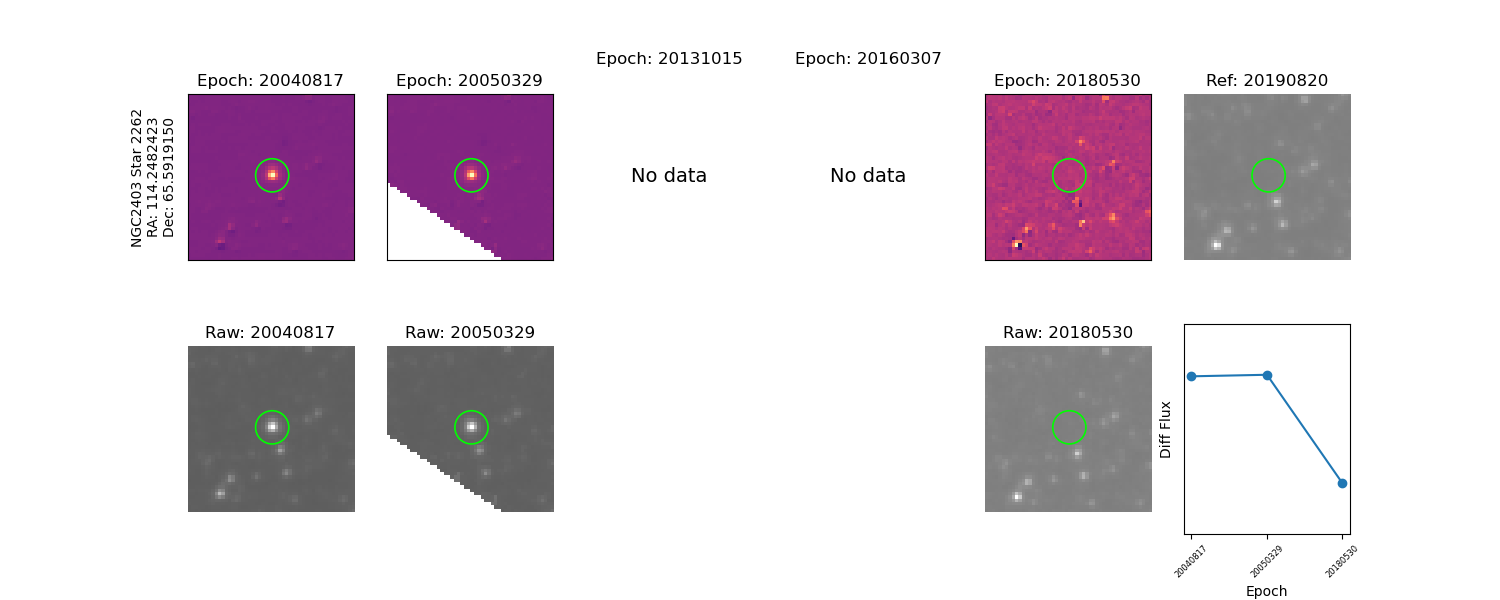 Epoch: 20040817
Epoch: 20050329
Epoch: 20131015
Epoch: 20160307
Epoch: 20180530
Ref: 20190820
NGC2403 Star 2262
RA: 114.2482423
Dec: 65.5919150
No data
No data
Raw: 20040817
Raw: 20050329
Raw: 20180530
Diff Flux
20040817
20050329
20180530
Epoch